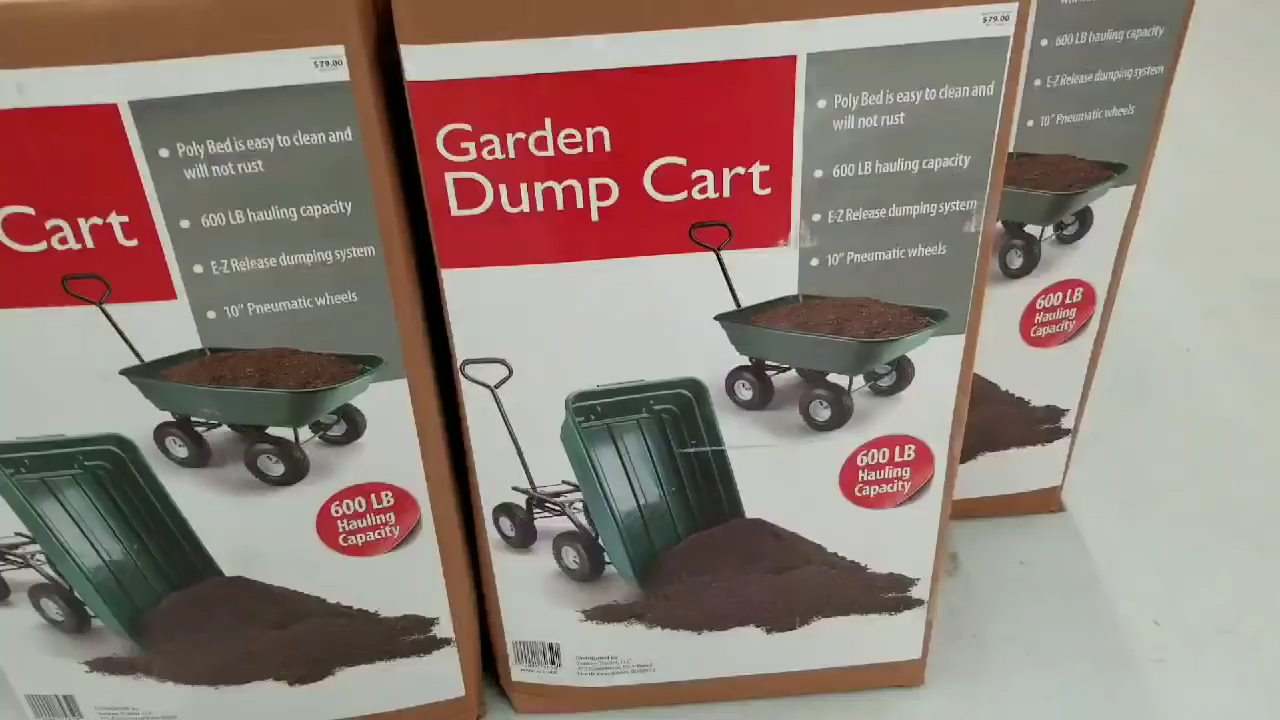 $79.00
Cart
• Poly Bed is easy to clean and
will not rust
• 600 LB hauling capacity
• E-Z Release dumping system
• 10" Pneumatic wheels
600 LB
Hauling
Capacity
$79.00
Garden
Dump Cart
• Poly Bed is easy to clean and
will not rust
• 600 LB hauling capacity
• E-Z Release dumping system
• 10" Pneumatic wheels
600 LB
Hauling
Capacity
Distributed by
• 600 LB hauling capacity
• E-Z Release dumping system
• 10" Pneumatic wheels
600 LB
Hauling
Capacity